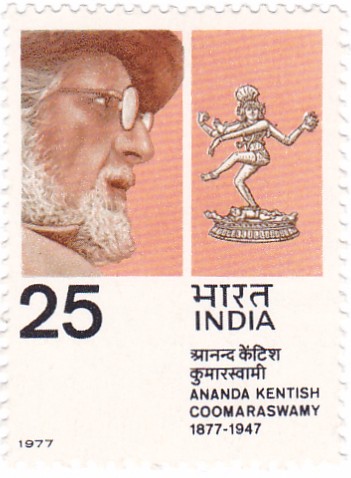 25
भारत
INDIA
आनन्द केंटिश
कुमारस्वामी
ANANDA KENTISH
COOMARASWAMY
1877-1947
1977